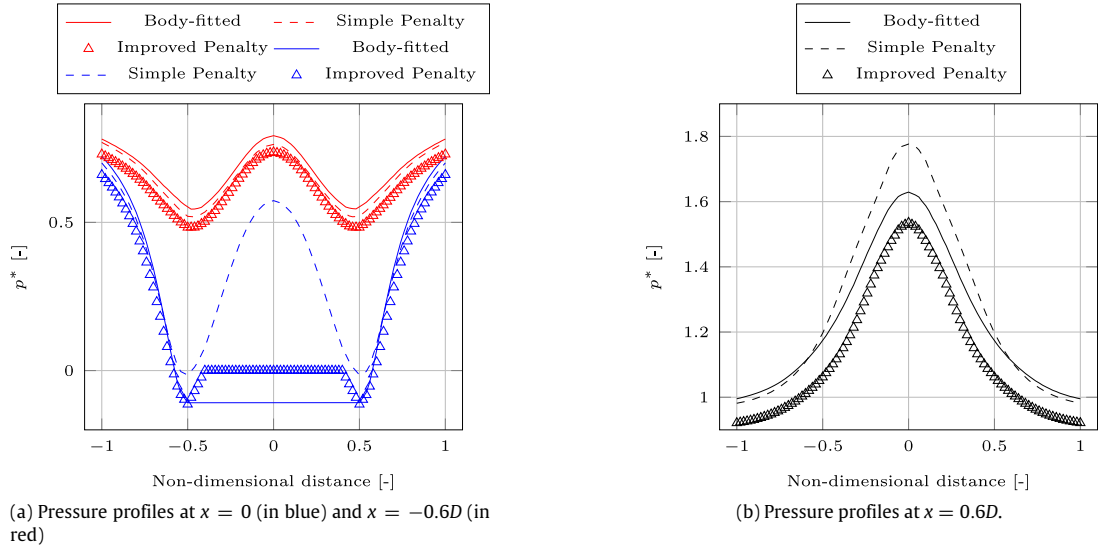 Body-fitted
Simple Penalty
Improved Penalty
Body-fitted
Simple Penalty
Improved Penalty
p* [-]
0.5
0
−1
−0.5
0
0.5
1
Non-dimensional distance [-]
(a) Pressure profiles at x = 0 (in blue) and x = −0.6D (in
red)
Body-fitted
Simple Penalty
Improved Penalty
p* [-]
1.8
1.6
1.4
1.2
1
−1
−0.5
0
0.5
1
Non-dimensional distance [-]
(b) Pressure profiles at x = 0.6D.